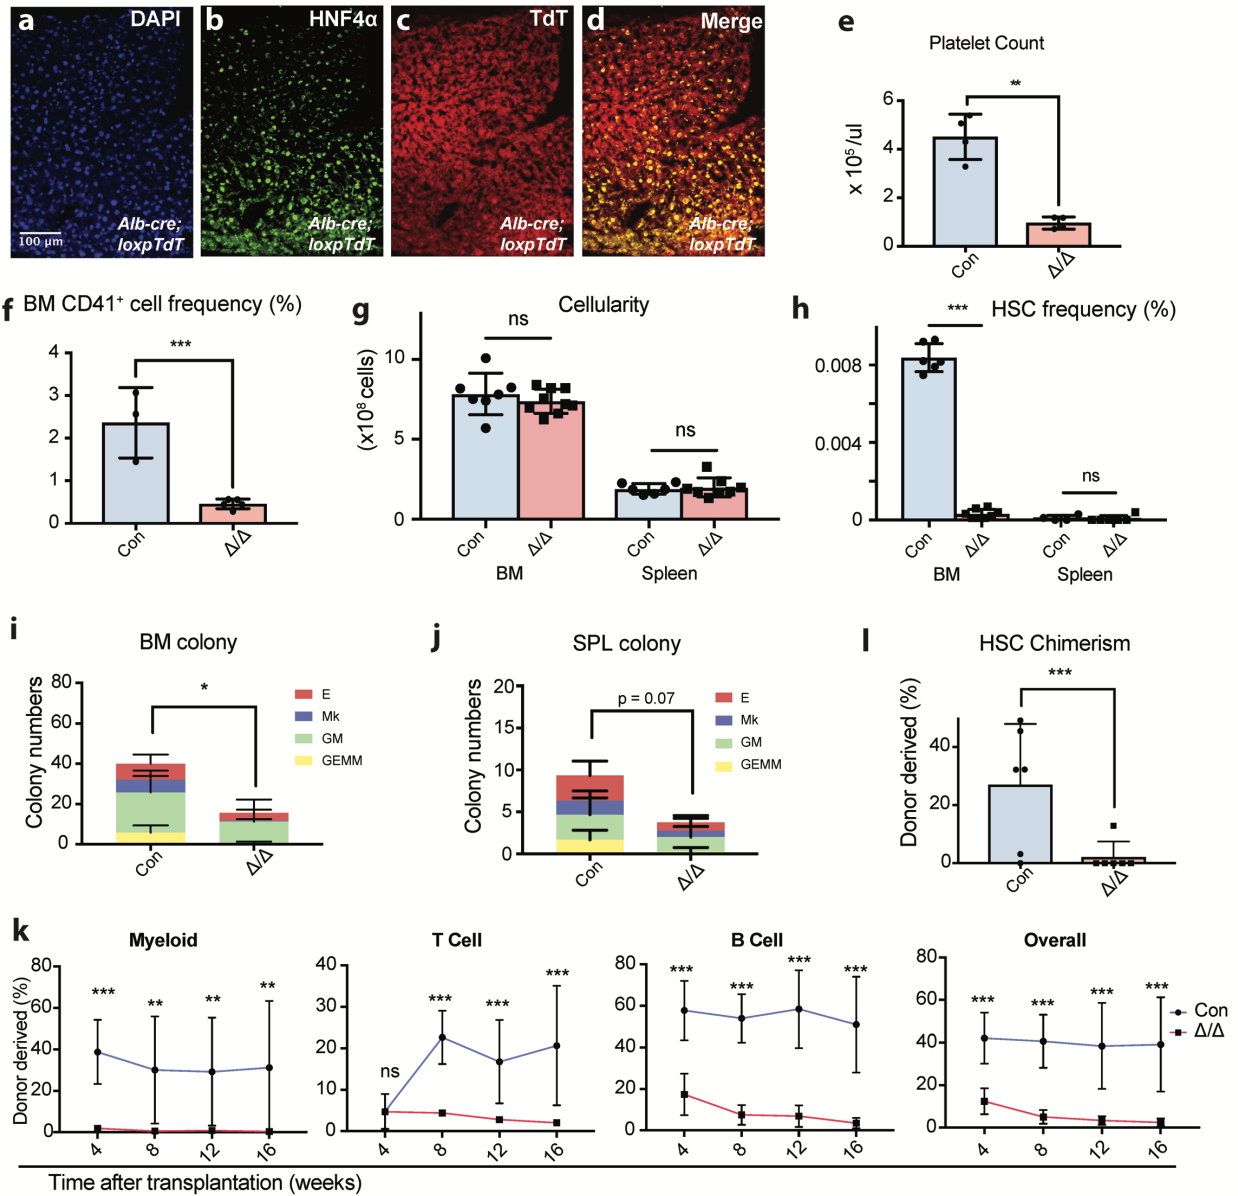 a DAPI
Alb-cre;
loxpTdT
100 µm
b HNF4α
Alb-cre;
loxpTdT
c TdT
Alb-cre;
loxpTdT
d Merge
Alb-cre;
loxpTdT
e
Platelet Count
**
x 10⁵/ul
6
4
2
0
Con
Δ/Δ
f BM CD41⁺ cell frequency (%)
***
4
3
2
1
0
Con
Δ/Δ
g Cellularity
ns
ns
(x10⁸ cells)
10
5
0
Con
Δ/Δ
Con
Δ/Δ
BM
Spleen
h HSC frequency (%)
***
ns
0.008
0.004
0
Con
Δ/Δ
Con
Δ/Δ
BM
Spleen
i
BM colony
*
Colony numbers
80
60
40
20
0
E
Mk
GM
GEMM
Con
Δ/Δ
j
SPL colony
p = 0.07
Colony numbers
20
15
10
5
0
E
Mk
GM
GEMM
Con
Δ/Δ
l
HSC Chimerism
***
Donor derived (%)
40
20
0
Con
Δ/Δ
k
Myeloid
Donor derived (%)
80
60
40
20
0
*** ** ** **
4 8 12 16
T Cell
40
30
20
10
0
ns *** *** ***
4 8 12 16
B Cell
80
60
40
20
0
*** *** *** ***
4 8 12 16
Overall
80
60
40
20
0
*** *** *** ***
4 8 12 16
Con
Δ/Δ
Time after transplantation (weeks)